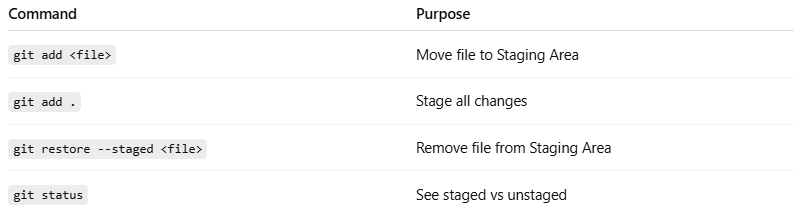 Command Purpose
git add <file> Move file to Staging Area
git add . Stage all changes
git restore --staged <file> Remove file from Staging Area
git status See staged vs unstaged